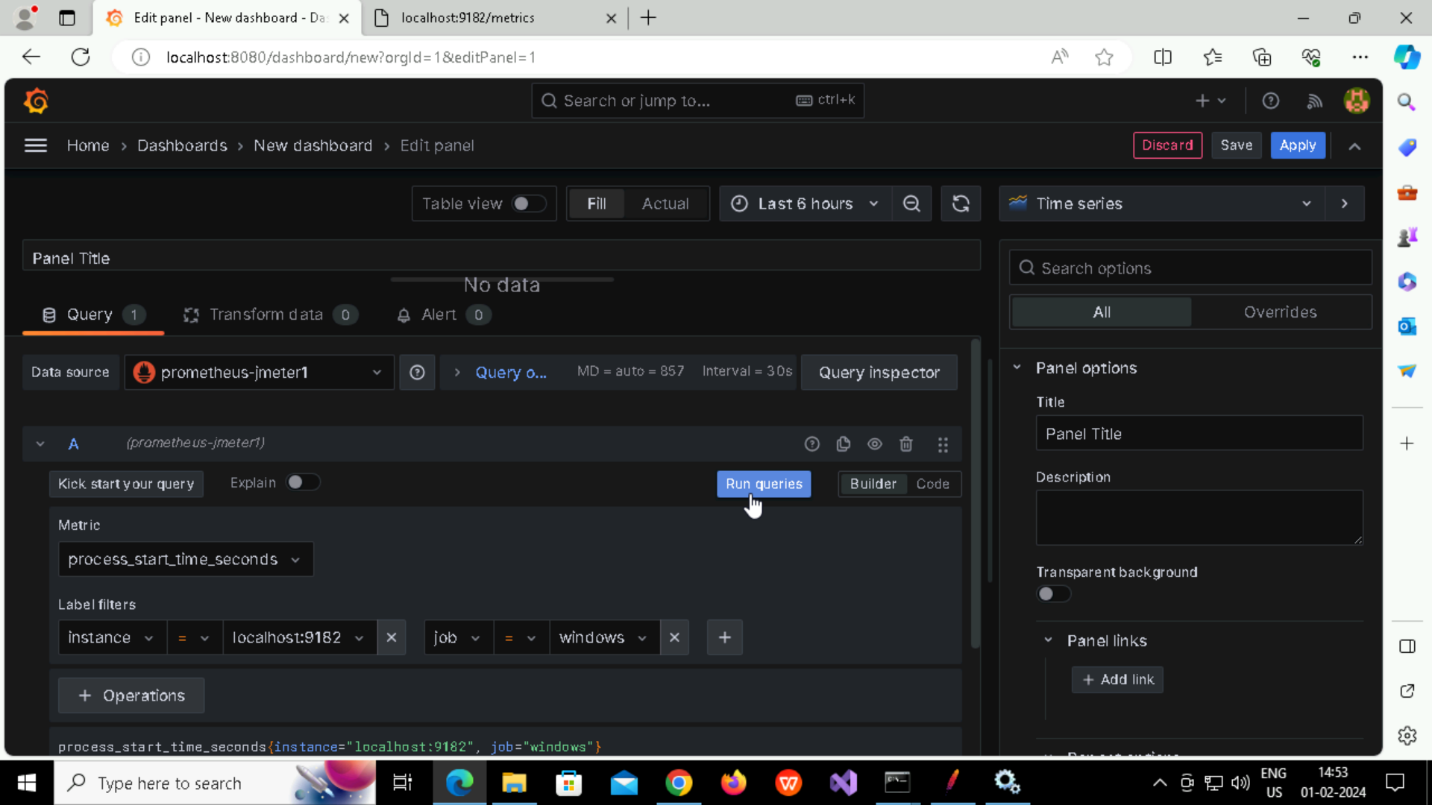 Edit panel - New dashboard - Da
localhost:9182/metrics
localhost:8080/dashboard/new?orgId=1&editPanel=1
Search or jump to...
ctrl+k
Home › Dashboards › New dashboard › Edit panel
Discard
Save
Apply
Table view
Fill
Actual
Last 6 hours
Time series
Panel Title
No data
Search options
Query 1
Transform data 0
Alert 0
All
Overrides
Data source
prometheus-jmeter1
Query o...
MD = auto = 857
Interval = 30s
Query inspector
Panel options
Title
Panel Title
A
(prometheus-jmeter1)
Kick start your query
Explain
Run queries
Builder
Code
Description
Metric
process_start_time_seconds
Transparent background
Label filters
instance
=
localhost:9182
job
=
windows
Panel links
+ Add link
+ Operations
process_start_time_seconds{instance="localhost:9182", job="windows"}
Type here to search
ENG
US
14:53
01-02-2024